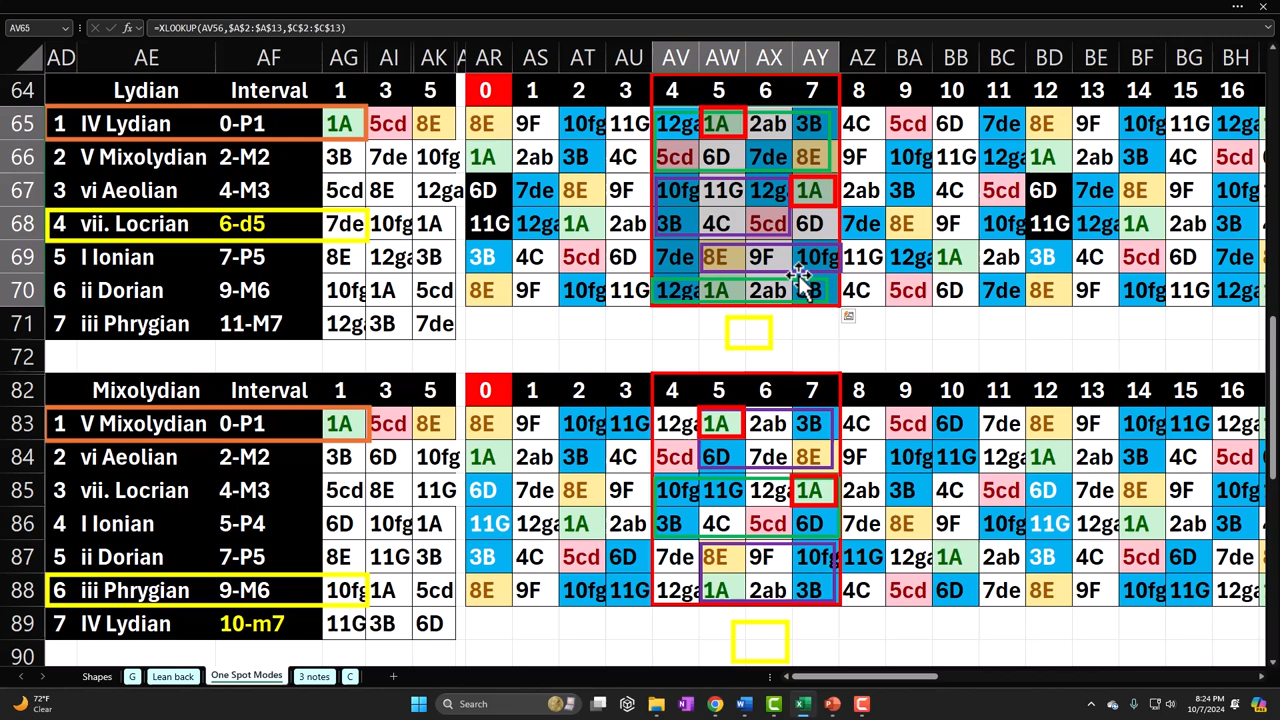 AV65 fx =XLOOKUP(AV56,$A$2:$A$13,$C$2:$C$13)
AD AE AF AG AI AK AR AS AT AU AV AW AX AY AZ BA BB BC BD BE BF BG BH
64 Lydian Interval 1 3 5 0 1 2 3 4 5 6 7 8 9 10 11 12 13 14 15 16
65 1 IV Lydian 0-P1 1A 5cd 8E 8E 9F 10fg 11G 12ga 1A 2ab 3B 4C 5cd 6D 7de 8E 9F 10fg 11G 12ga
66 2 V Mixolydian 2-M2 3B 7de 10fg 1A 2ab 3B 4C 5cd 6D 7de 8E 9F 10fg 11G 12ga 1A 2ab 3B 4C 5cd
67 3 vi Aeolian 4-M3 5cd 8E 12ga 6D 7de 8E 9F 10fg 11G 12g 1A 2ab 3B 4C 5cd 6D 7de 8E 9F 10fg
68 4 vii. Locrian 6-d5 7de 10fg 1A 11G 12ga 1A 2ab 3B 4C 5cd 6D 7de 8E 9F 10fg 11G 12ga 1A 2ab 3B
69 5 I Ionian 7-P5 8E 12ga 3B 3B 4C 5cd 6D 7de 8E 9F 10fg 11G 12ga 1A 2ab 3B 4C 5cd 6D 7de
70 6 ii Dorian 9-M6 10fg 1A 5cd 8E 9F 10fg 11G 12ga 1A 2ab 4C 5cd 6D 7de 8E 9F 10fg 11G 12ga
71 7 iii Phrygian 11-M7 12ga 3B 7de
72
82 Mixolydian Interval 1 3 5 0 1 2 3 4 5 6 7 8 9 10 11 12 13 14 15 16
83 1 V Mixolydian 0-P1 1A 5cd 8E 8E 9F 10fg 11G 12ga 1A 2ab 3B 4C 5cd 6D 7de 8E 9F 10fg 11G 12ga
84 2 vi Aeolian 2-M2 3B 6D 10fg 1A 2ab 3B 4C 5cd 6D 7de 8E 9F 10fg 11G 12ga 1A 2ab 3B 4C 5cd
85 3 vii. Locrian 4-M3 5cd 8E 11G 6D 7de 8E 9F 10fg 11G 12ga 1A 2ab 3B 4C 5cd 6D 7de 8E 9F 10fg
86 4 I Ionian 5-P4 6D 10fg 1A 11G 12ga 1A 2ab 3B 4C 5cd 6D 7de 8E 9F 10fg 11G 12ga 1A 2ab 3B
87 5 ii Dorian 7-P5 8E 11G 3B 3B 4C 5cd 6D 7de 8E 9F 10fg 11G 12ga 1A 2ab 3B 4C 5cd 6D 7de
88 6 iii Phrygian 9-M6 10fg 1A 5cd 8E 9F 10fg 11G 12ga 1A 2ab 3B 4C 5cd 6D 7de 8E 9F 10fg 11G 12ga
89 7 IV Lydian 10-m7 11G 3B 6D
90
Shapes G Lean back One Spot Modes 3 notes C
72°F
Clear
Search
8:24 PM
10/7/2024